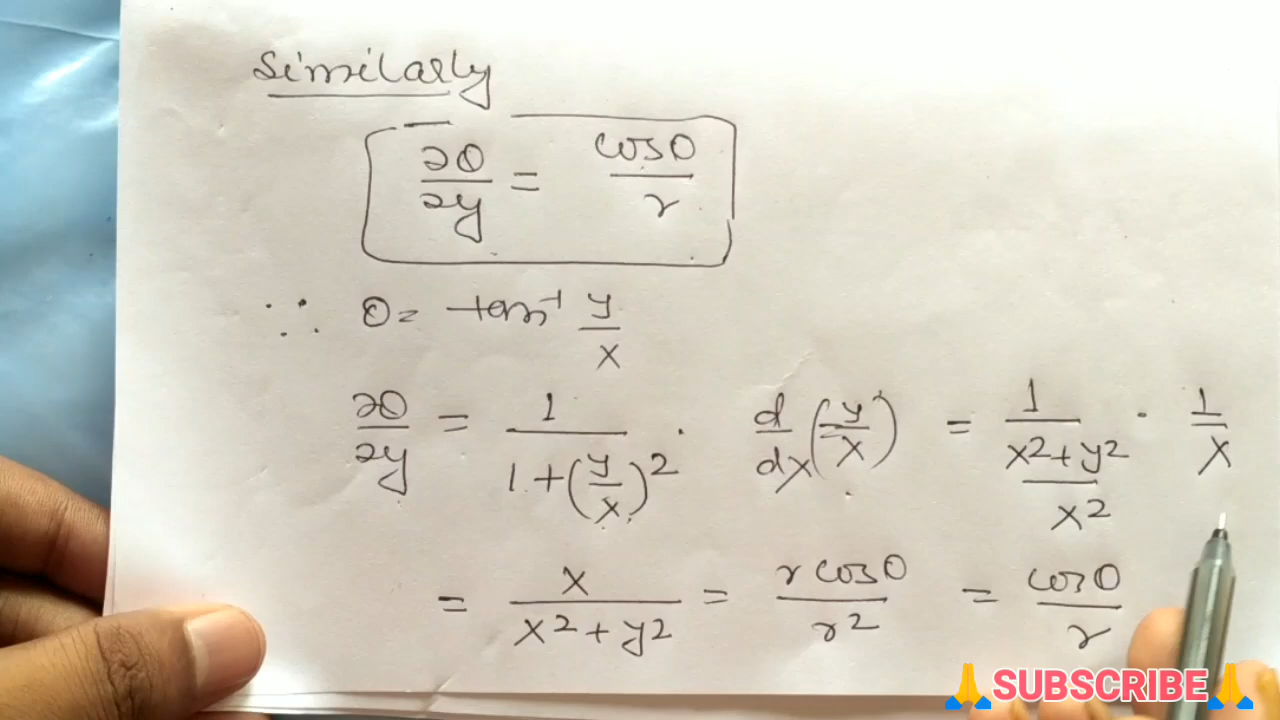 Similarly
∂θ/∂y = cosθ/r
∴ θ = tan⁻¹ y/x
∂θ/∂y = 1/(1+(y/x)²) · d/dx (y/x) = 1/((x²+y²)/x²) · 1/x
= x/(x²+y²) = r cosθ/r² = cosθ/r
🙏SUBSCRIBE🙏